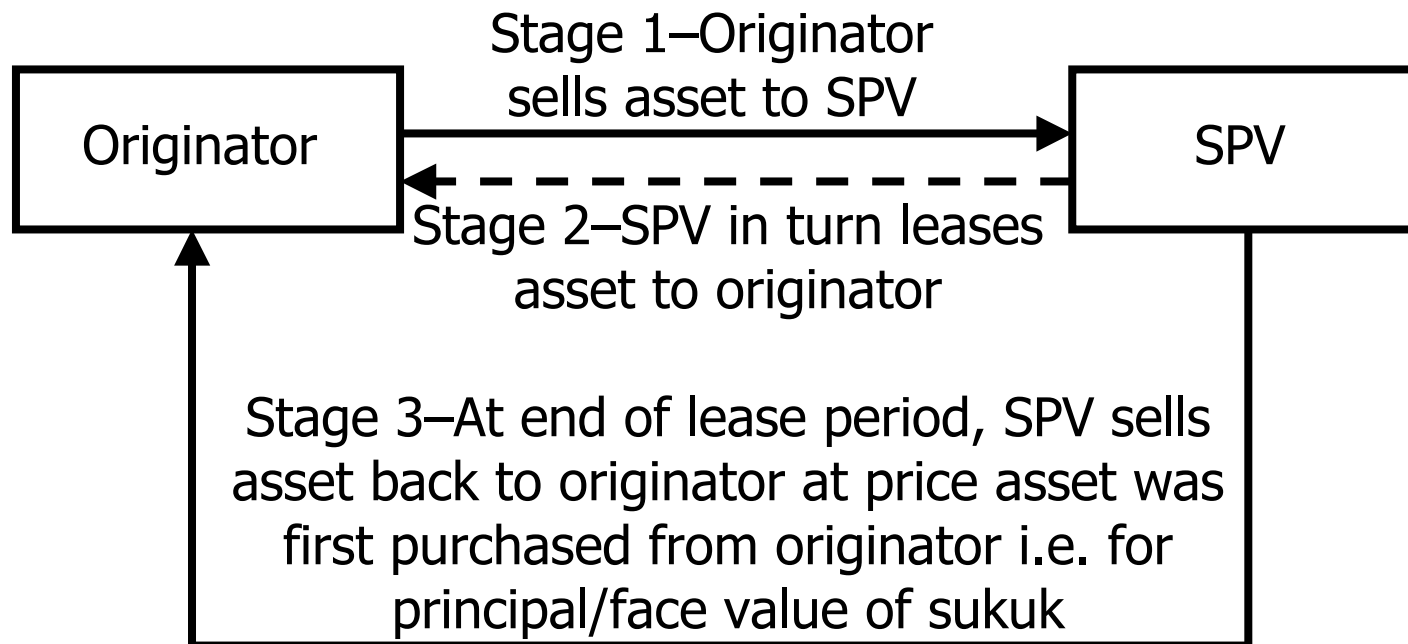 Stage 1–Originator
sells asset to SPV
Originator
SPV
Stage 2–SPV in turn leases
asset to originator
Stage 3–At end of lease period, SPV sells
asset back to originator at price asset was
first purchased from originator i.e. for
principal/face value of sukuk